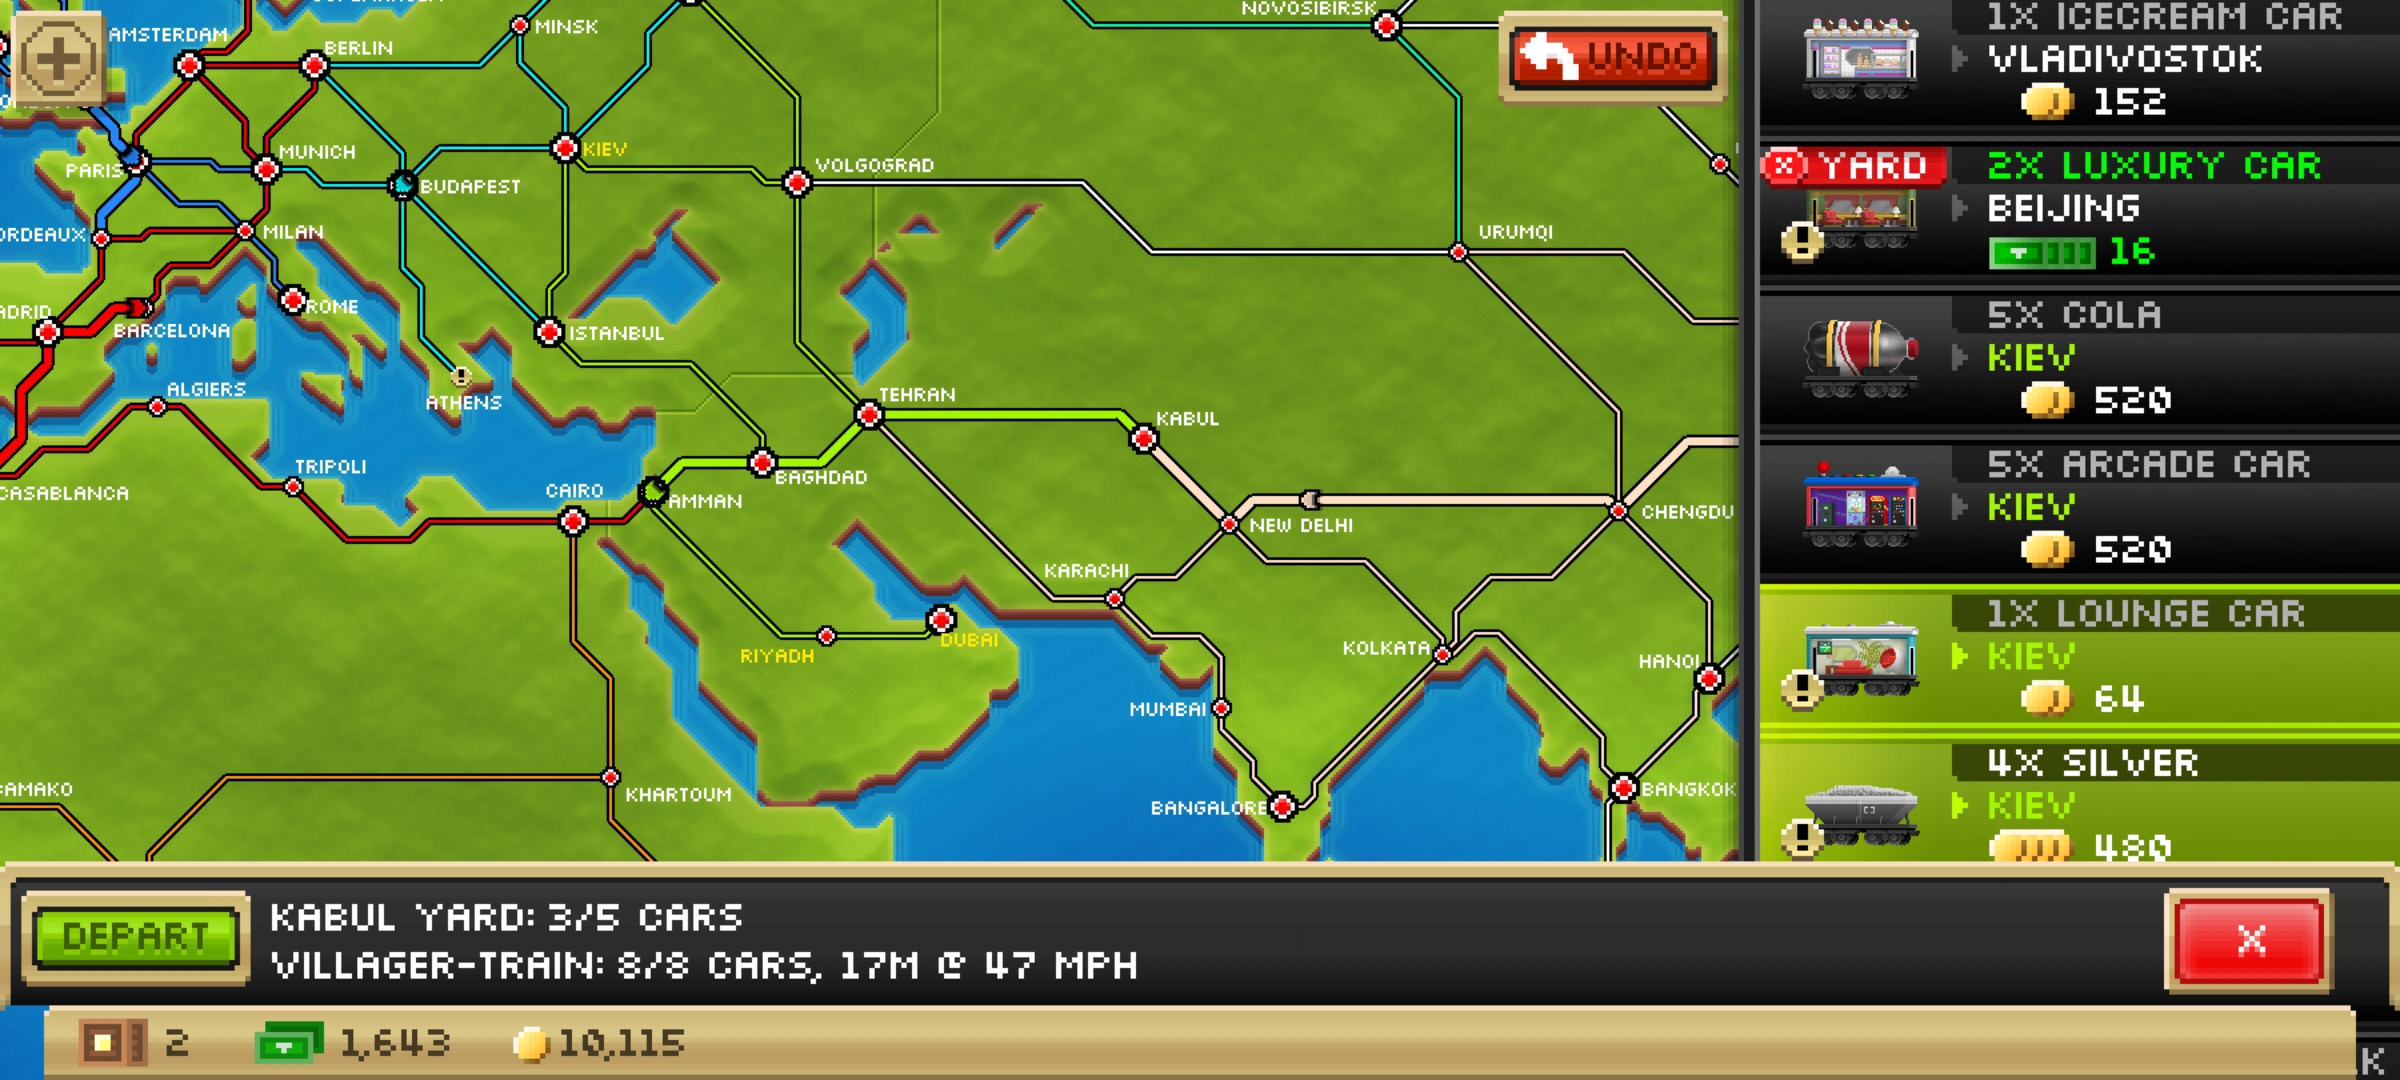 NOVOSIBIRSK
MINSK
AMSTERDAM
BERLIN
UNDO
MUNICH
KIEV
PARIS
VOLGOGRAD
BUDAPEST
ORDEAUX
MILAN
URUMQI
ROME
ADRID
BARCELONA
ISTANBUL
ALGIERS
ATHENS
TEHRAN
KABUL
TRIPOLI
BAGHDAD
CASABLANCA
CAIRO
AMMAN
NEW DELHI
CHENGDU
KARACHI
RIYADH
DUBAI
KOLKATA
HANOI
MUMBAI
AMAKO
KHARTOUM
BANGALORE
BANGKOK
1X ICECREAM CAR
VLADIVOSTOK
152
YARD
2X LUXURY CAR
BEIJING
16
5X COLA
KIEV
520
5X ARCADE CAR
KIEV
520
1X LOUNGE CAR
KIEV
64
4X SILVER
KIEV
480
DEPART
KABUL YARD: 3/5 CARS
VILLAGER-TRAIN: 8/8 CARS, 17M @ 47 MPH
X
2
1,643
10,115
K